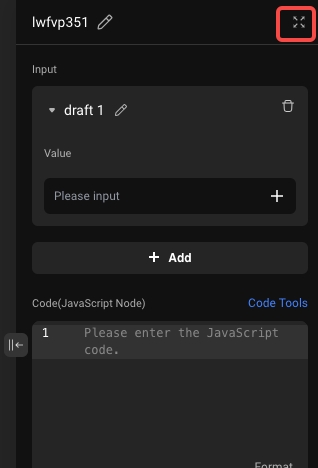 lwfvp351
Input
draft 1
Value
Please input
Add
Code(JavaScript Node) Code Tools
1 Please enter the JavaScript
code.
Format